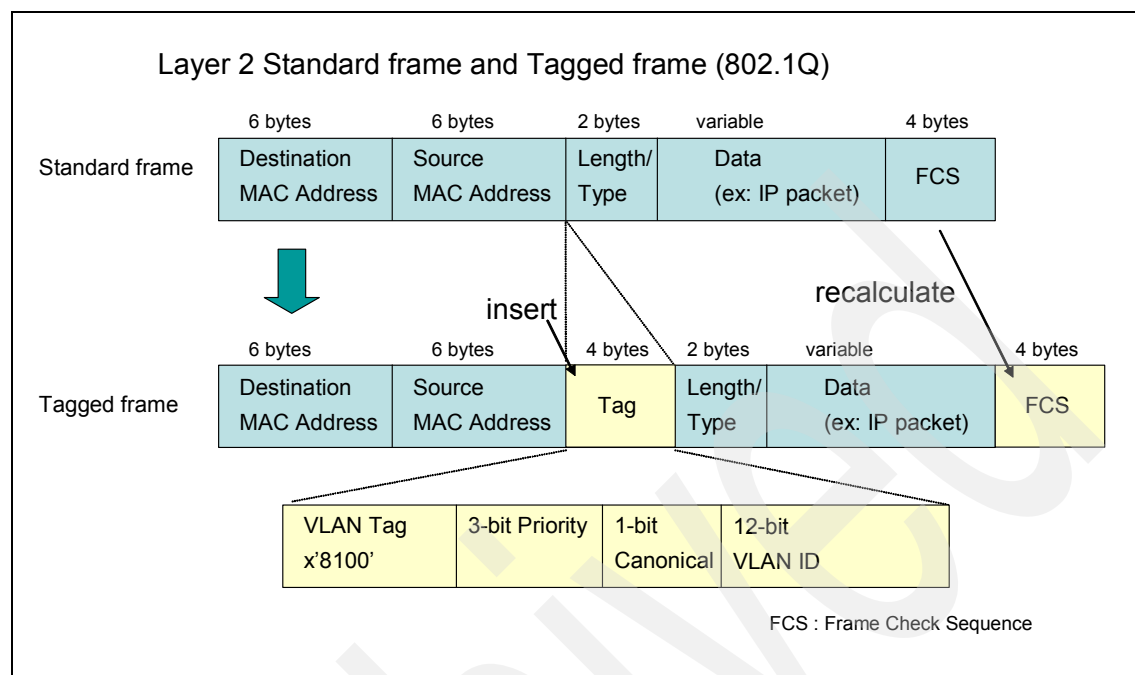 Layer 2 Standard frame and Tagged frame (802.1Q)
6 bytes 6 bytes 2 bytes variable 4 bytes
Standard frame
Destination
MAC Address
Source
MAC Address
Length/
Type
Data
(ex: IP packet)
FCS
insert
recalculate
6 bytes 6 bytes 4 bytes 2 bytes variable 4 bytes
Tagged frame
Destination
MAC Address
Source
MAC Address
Tag
Length/
Type
Data
(ex: IP packet)
FCS
VLAN Tag
x'8100'
3-bit Priority
1-bit
Canonical
12-bit
VLAN ID
FCS : Frame Check Sequence